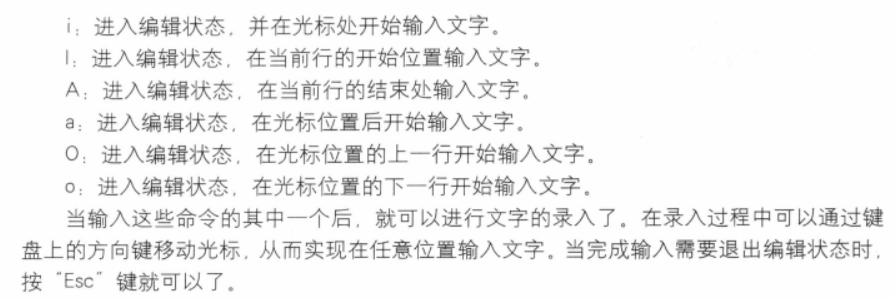 i：进入编辑状态，并在光标处开始输入文字。
I：进入编辑状态，在当前行的开始位置输入文字。
A：进入编辑状态，在当前行的结束处输入文字。
a：进入编辑状态，在光标位置后开始输入文字。
O：进入编辑状态，在光标位置的上一行开始输入文字。
o：进入编辑状态，在光标位置的下一行开始输入文字。
当输入这些命令的其中一个后，就可以进行文字的录入了。在录入过程中可以通过键
盘上的方向键移动光标，从而实现在任意位置输入文字。当完成输入需要退出编辑状态时，
按“Esc”键就可以了。